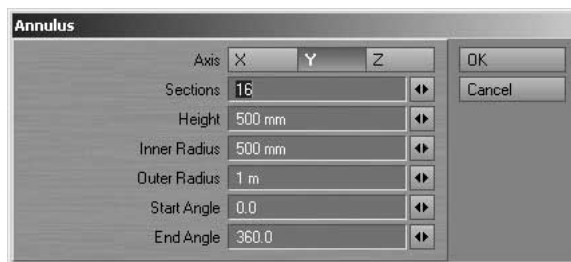 Annulus
Axis X Y Z OK
Sections 16 Cancel
Height 500 mm
Inner Radius 500 mm
Outer Radius 1 m
Start Angle 0.0
End Angle 360.0